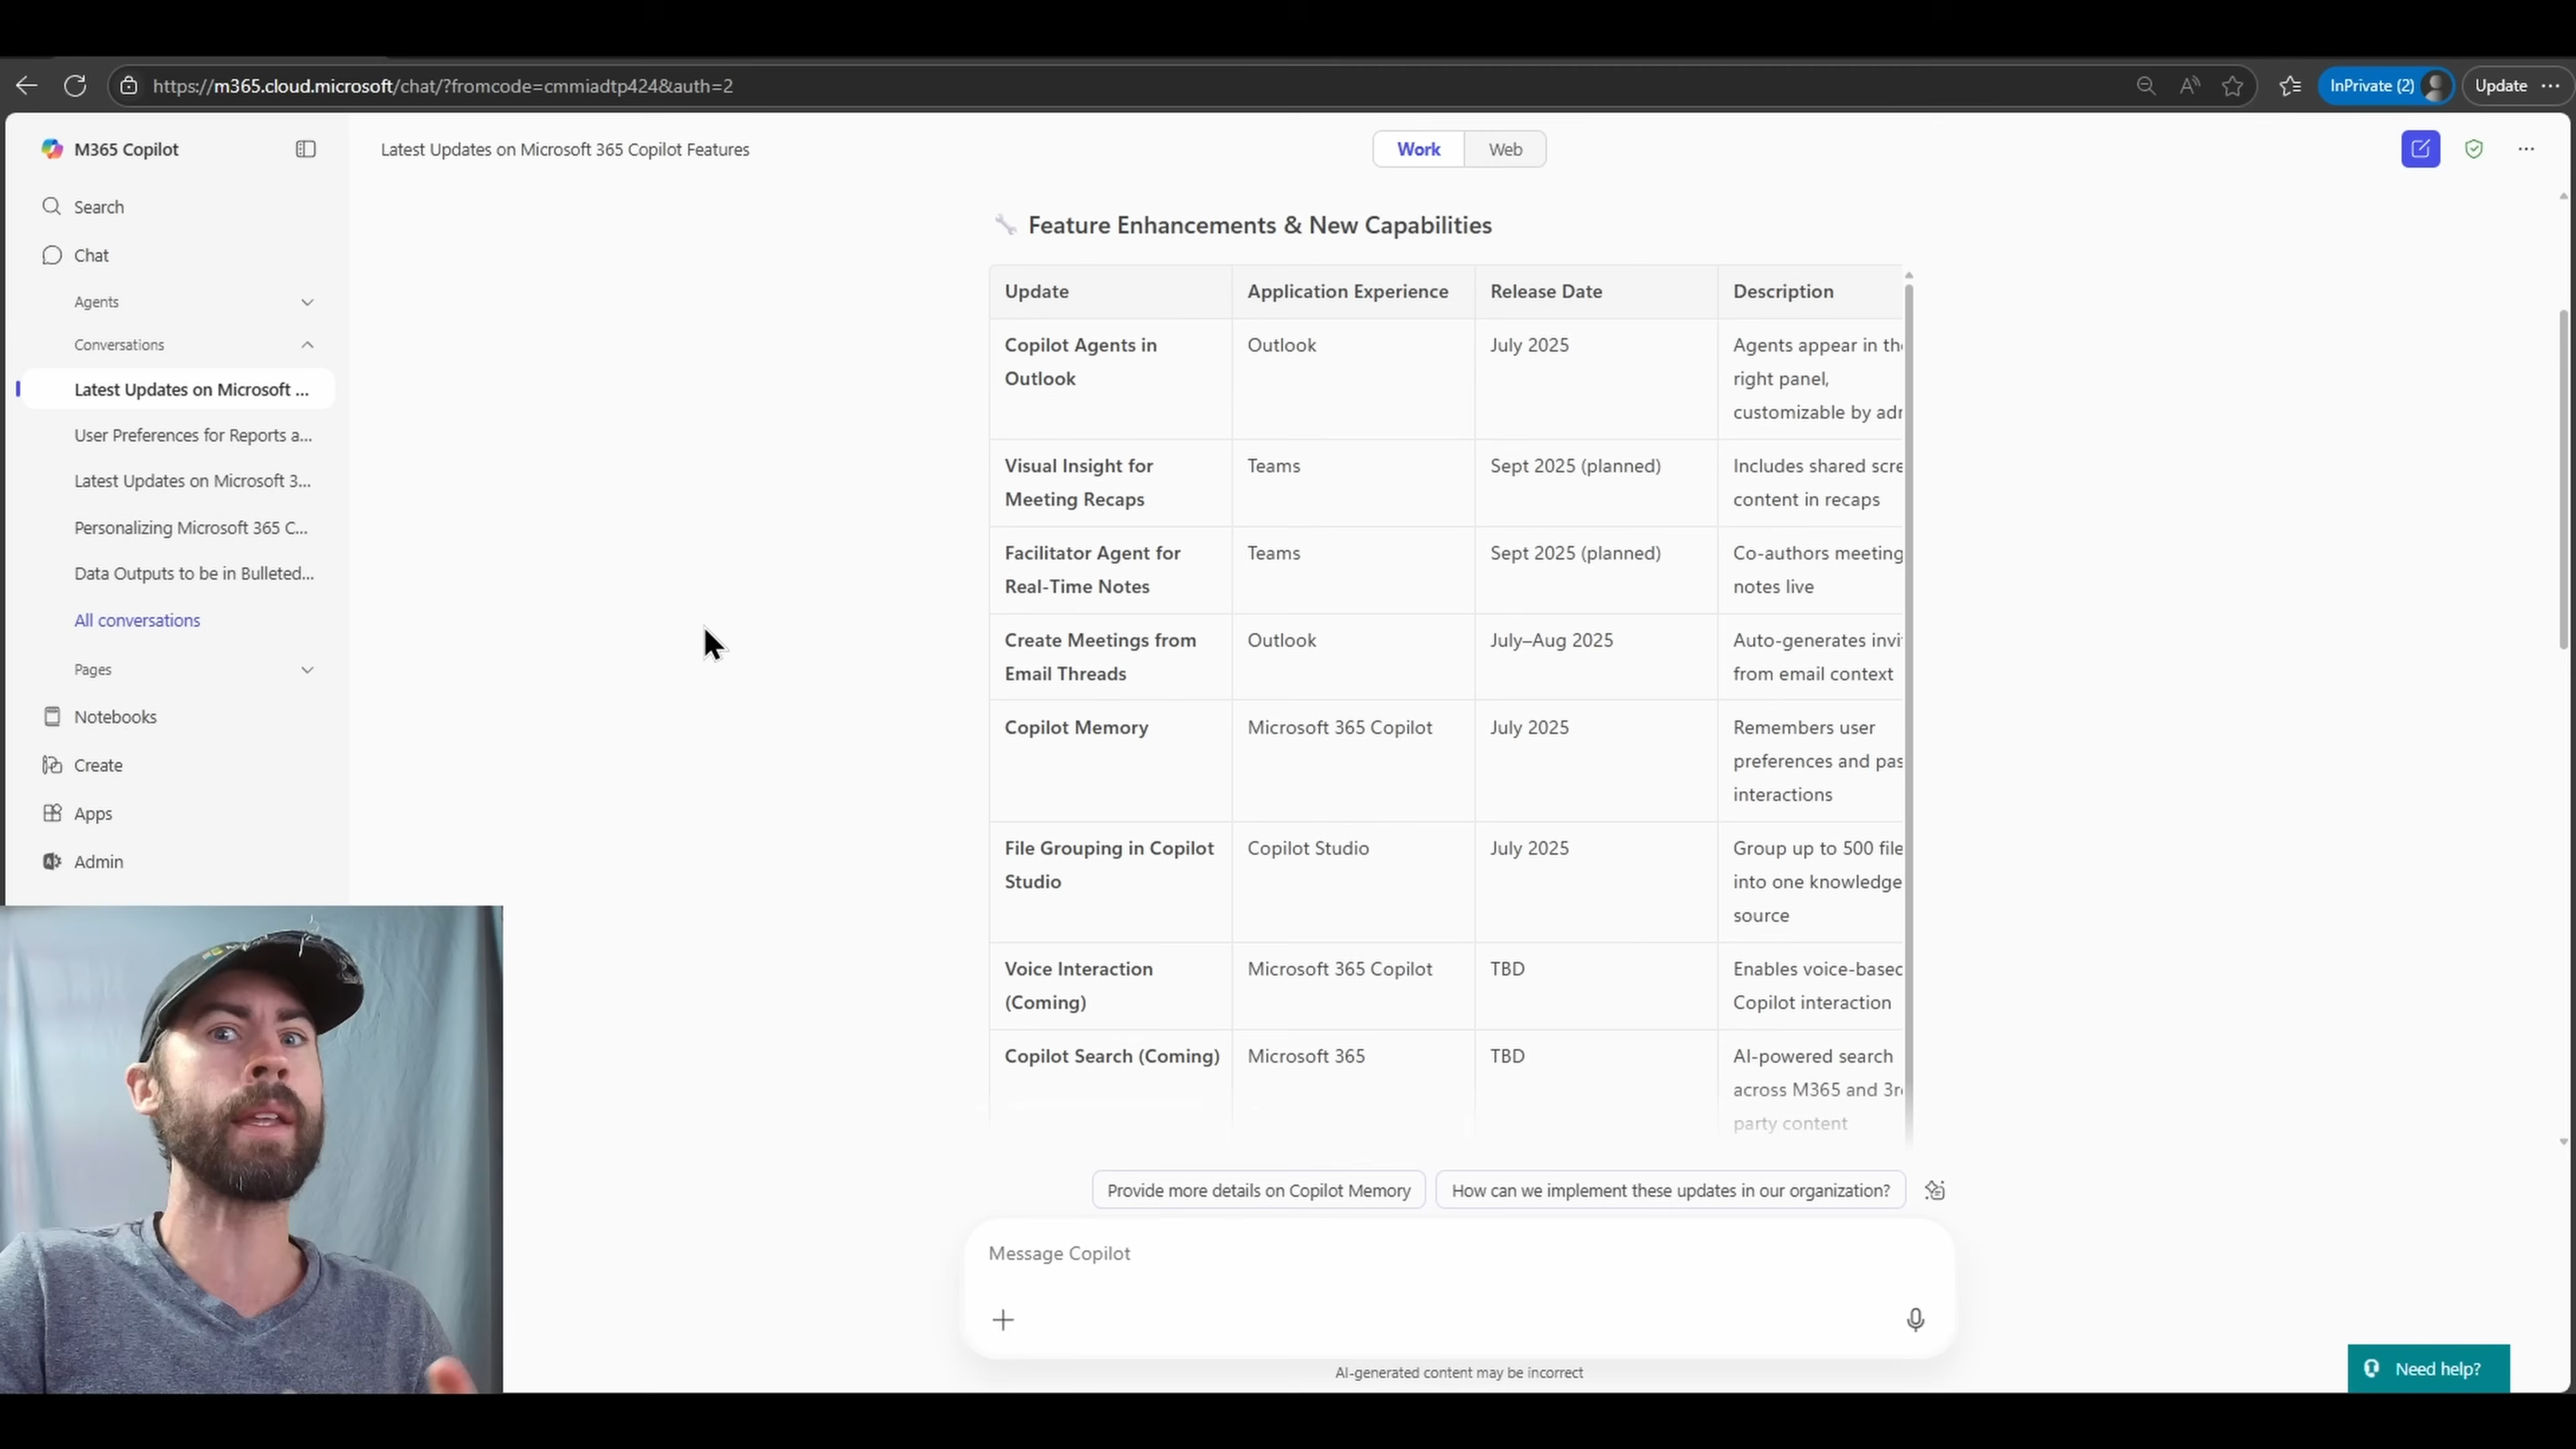 https://m365.cloud.microsoft/chat/?fromcode=cmmiadtp424&auth=2
InPrivate (2)
Update
M365 Copilot
Latest Updates on Microsoft 365 Copilot Features
Work
Web
Search
Chat
Agents
Conversations
Latest Updates on Microsoft ...
User Preferences for Reports a...
Latest Updates on Microsoft 3...
Personalizing Microsoft 365 C...
Data Outputs to be in Bulleted...
All conversations
Pages
Notebooks
Create
Apps
Admin
Feature Enhancements & New Capabilities
Update Application Experience Release Date Description
Copilot Agents in Outlook July 2025 Agents appear in the
Outlook right panel,
customizable by
Visual Insight for Teams Sept 2025 (planned) Includes shared
Meeting Recaps content in recaps
Facilitator Agent for Teams Sept 2025 (planned) Co-authors meeting
Real-Time Notes notes live
Create Meetings from Outlook July–Aug 2025 Auto-generates
Email Threads from email context
Copilot Memory Microsoft 365 Copilot July 2025 Remembers user
preferences and
interactions
File Grouping in Copilot Copilot Studio July 2025 Group up to 500 file
Studio into one knowledge
source
Voice Interaction Microsoft 365 Copilot TBD Enables
(Coming) Copilot interaction
Copilot Search (Coming) Microsoft 365 TBD AI-powered search
across M365 and
party content
Provide more details on Copilot Memory
How can we implement these updates in our organization?
Message Copilot
AI-generated content may be incorrect
Need help?